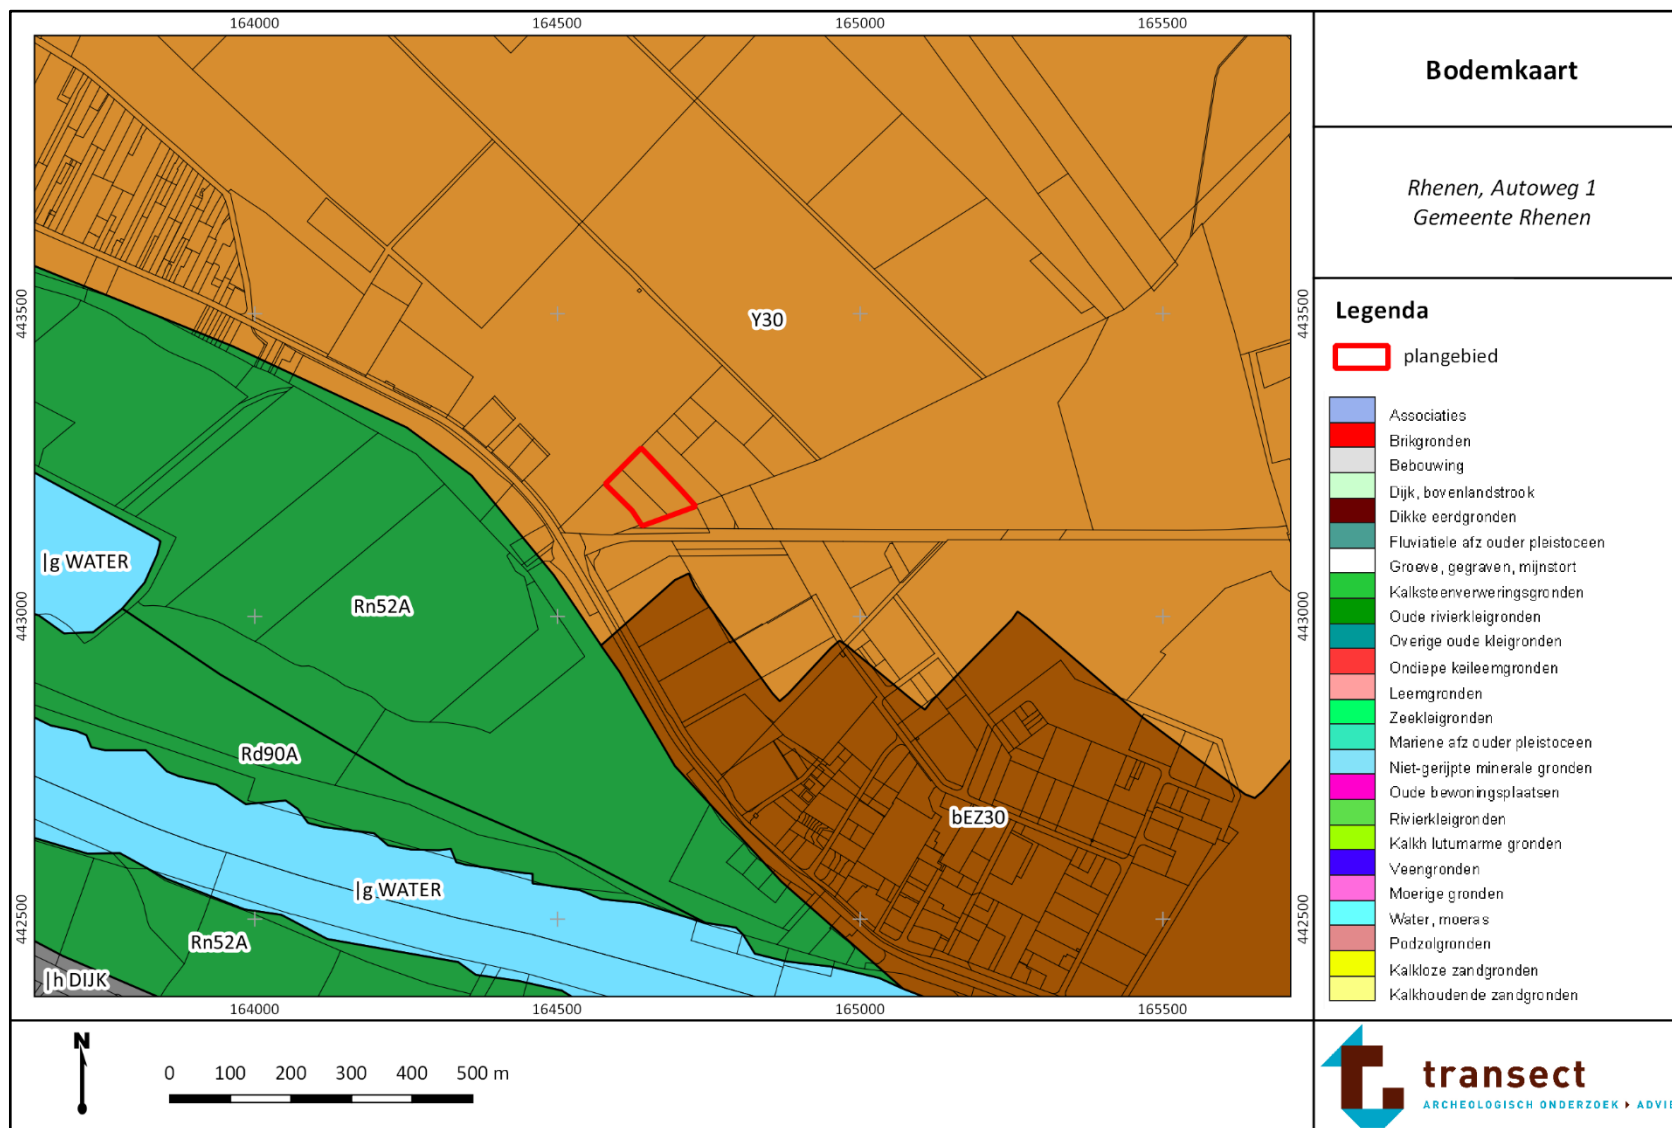 164000
164500
165000
165500
443500
443500
Y30
|g WATER
Rn52A
443000
443000
Rd90A
bEZ30
|g WATER
442500
442500
Rn52A
|h DIJK
164000
164500
165000
165500
N
0 100 200 300 400 500 m
Bodemkaart
Rhenen, Autoweg 1
Gemeente Rhenen
Legenda
plangebied
Associaties
Brikgronden
Bebouwing
Dijk, bovenlandstrook
Dikke eerdgronden
Fluviatiele afz ouder pleistoceen
Groeve, gegraven, mijnstort
Kalksteenverweringsgronden
Oude rivierkleigronden
Overige oude kleigronden
Ondiepe keileemgronden
Leemgronden
Zeekleigronden
Mariene afz ouder pleistoceen
Niet-gerijpte minerale gronden
Oude bewoningsplaatsen
Rivierkleigronden
Kalkh lutumarme gronden
Veengronden
Moerige gronden
Water, moeras
Podzolgronden
Kalkloze zandgronden
Kalkhoudende zandgronden
transect
ARCHEOLOGISCH ONDERZOEK ▸ ADVIE